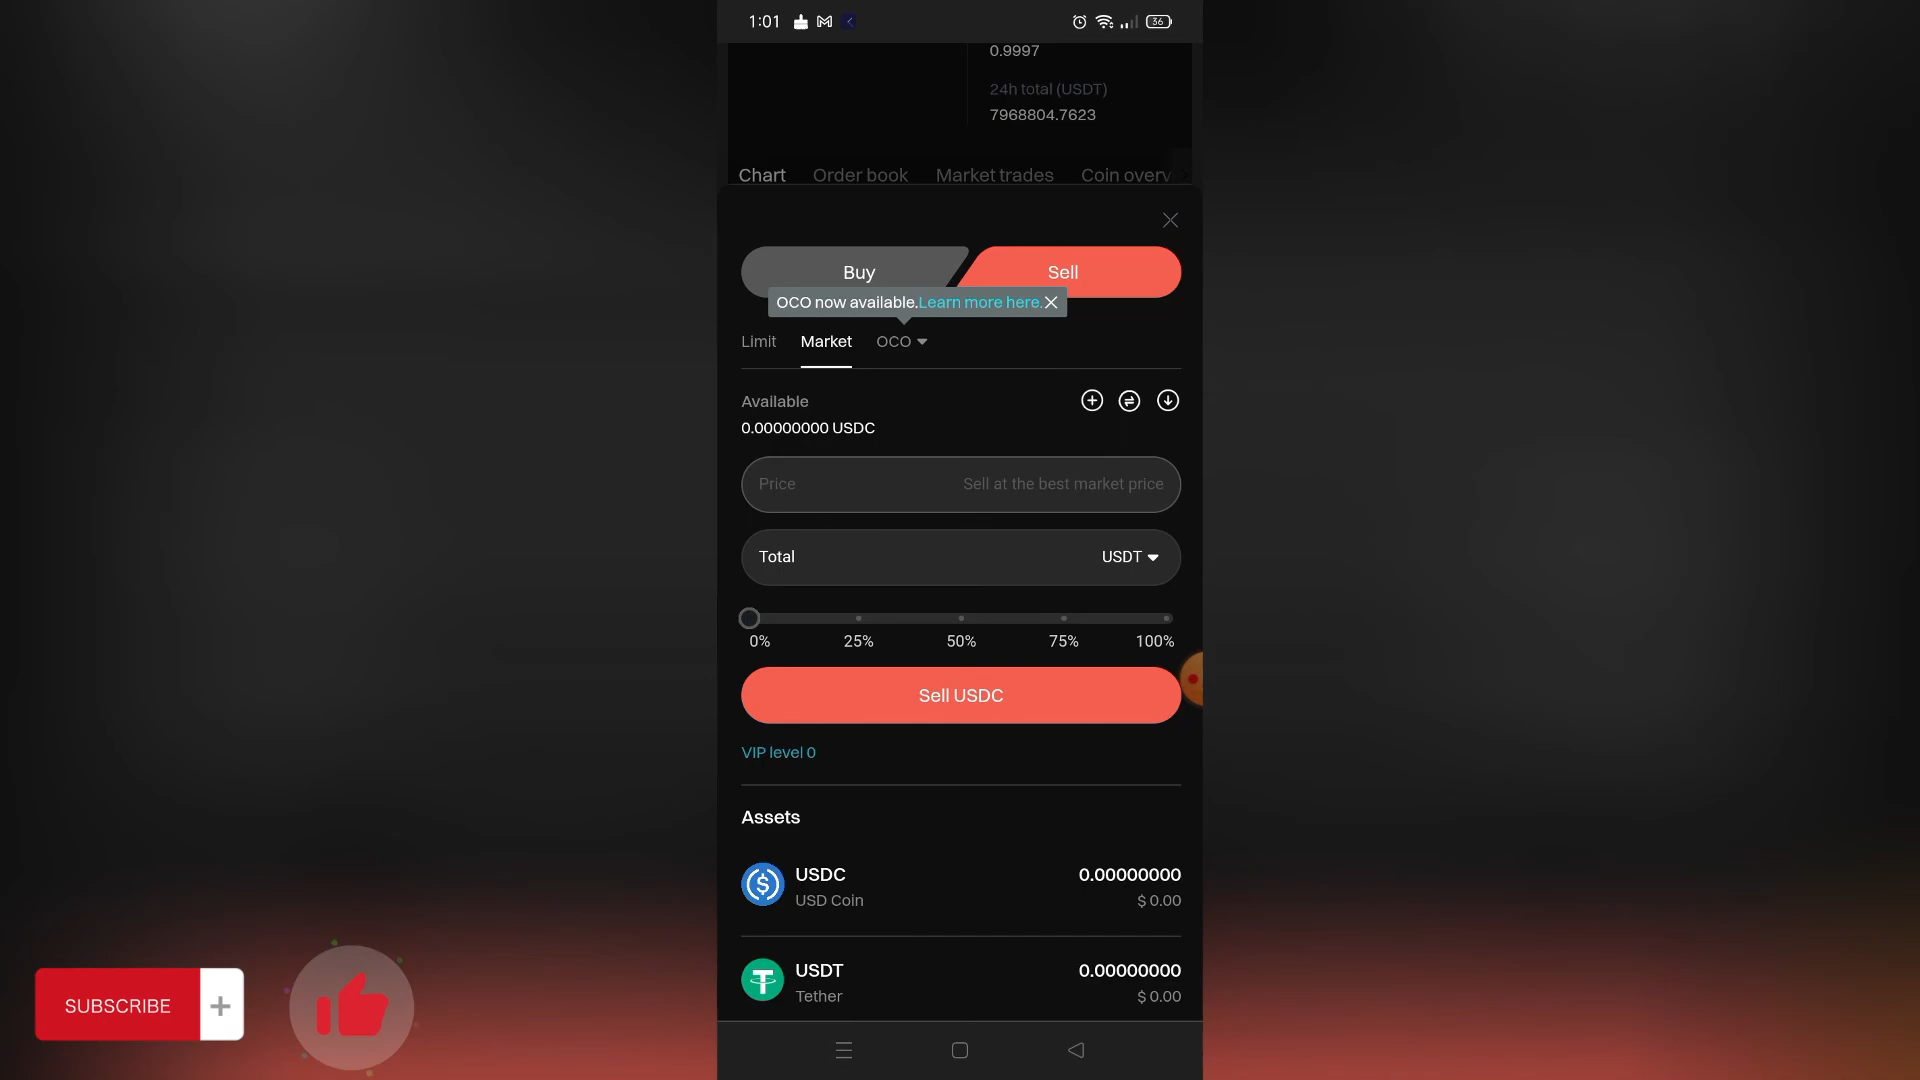 1:01
36
0.9997
24h total (USDT)
7968804.7623
Chart Order book Market trades Coin overv
Buy Sell
OCO now available.Learn more here.
Limit Market OCO
Available
0.00000000 USDC
Price Sell at the best market price
Total USDT
0% 25% 50% 75% 100%
Sell USDC
VIP level 0
Assets
USDC 0.00000000
USD Coin $ 0.00
USDT 0.00000000
Tether $ 0.00
SUBSCRIBE +